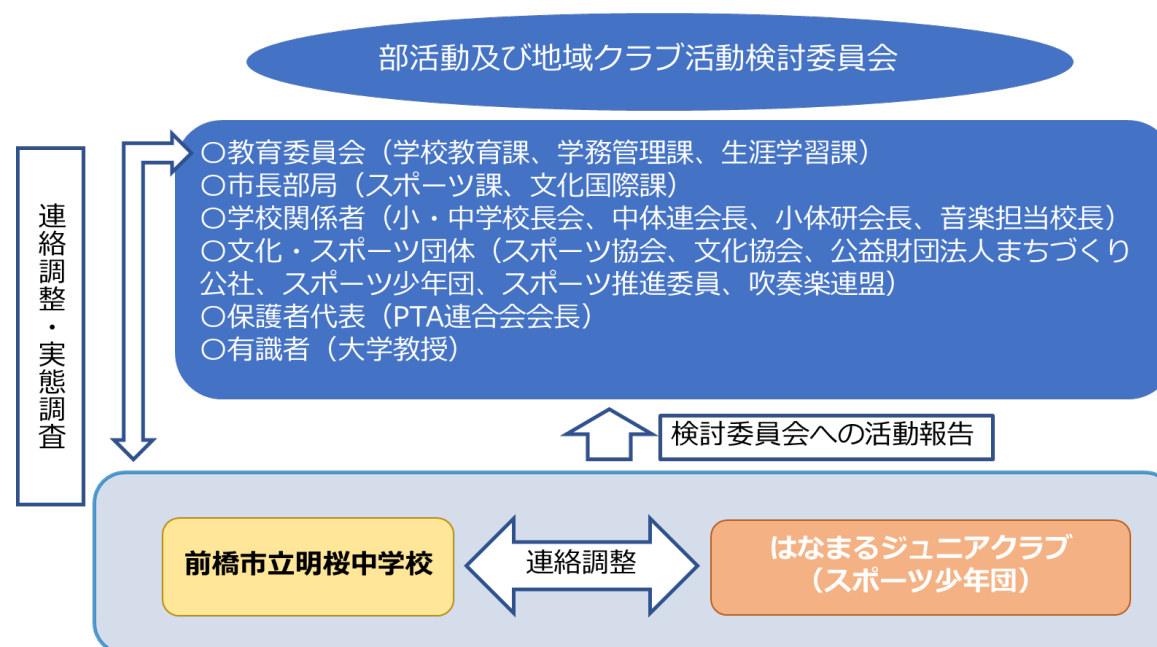 部活動及び地域クラブ活動検討委員会
〇教育委員会（学校教育課、学務管理課、生涯学習課）
〇市長部局（スポーツ課、文化国際課）
〇学校関係者（小・中学校長会、中体連会長、小体研会長、音楽担当校長）
〇文化・スポーツ団体（スポーツ協会、文化協会、公益財団法人まちづくり
公社、スポーツ少年団、スポーツ推進委員、吹奏楽連盟）
〇保護者代表（PTA連合会会長）
〇有識者（大学教授）
連絡調整・実態調査
検討委員会への活動報告
前橋市立明桜中学校
連絡調整
はなまるジュニアクラブ
（スポーツ少年団）